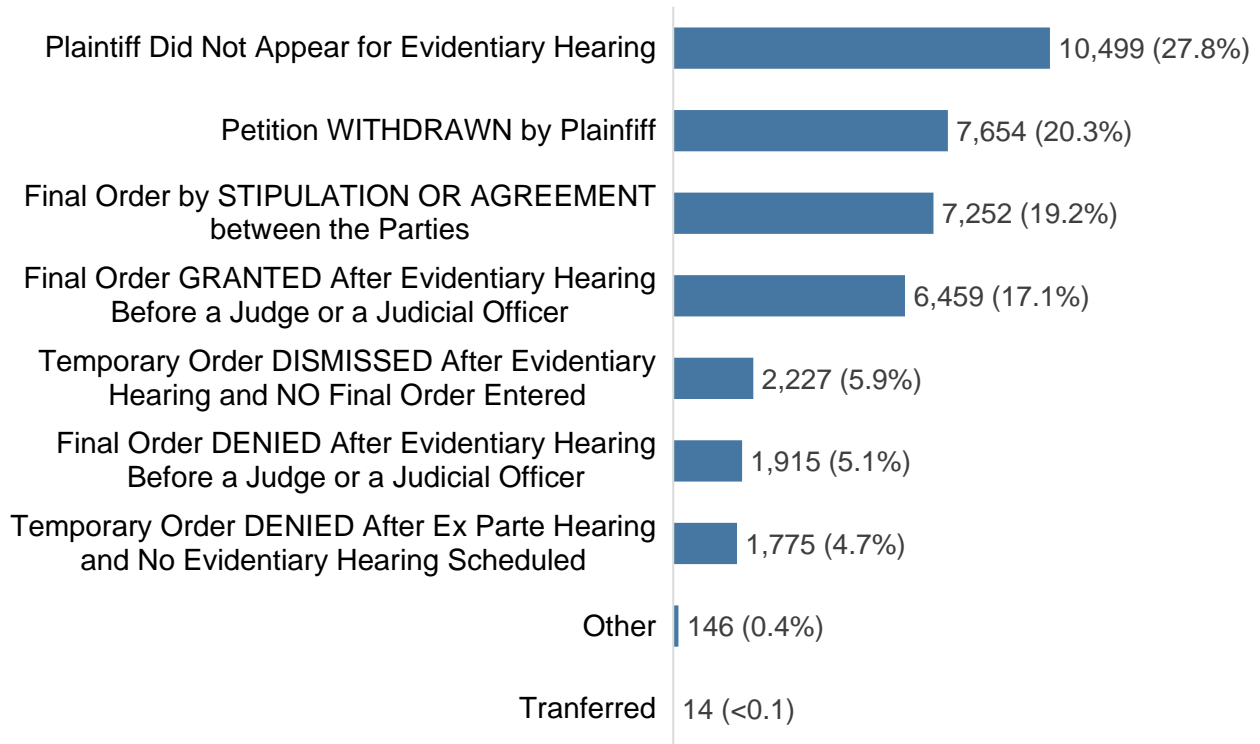 Plaintiff Did Not Appear for Evidentiary Hearing
10,499 (27.8%)
Petition WITHDRAWN by Plainfiff
7,654 (20.3%)
Final Order by STIPULATION OR AGREEMENT
between the Parties
7,252 (19.2%)
Final Order GRANTED After Evidentiary Hearing
Before a Judge or a Judicial Officer
6,459 (17.1%)
Temporary Order DISMISSED After Evidentiary
Hearing and NO Final Order Entered
2,227 (5.9%)
Final Order DENIED After Evidentiary Hearing
Before a Judge or a Judicial Officer
1,915 (5.1%)
Temporary Order DENIED After Ex Parte Hearing
and No Evidentiary Hearing Scheduled
1,775 (4.7%)
Other
146 (0.4%)
Tranferred
14 (<0.1)